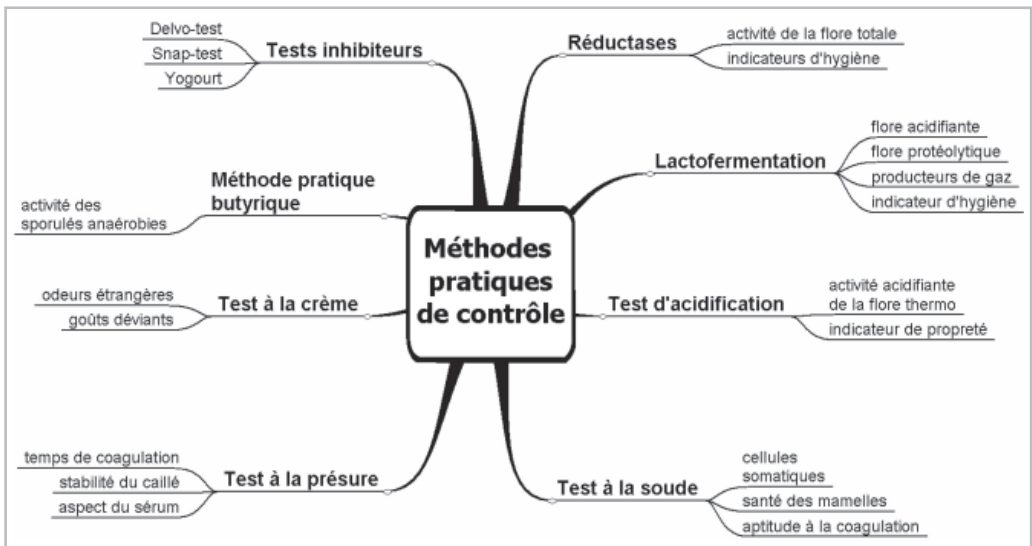 Méthodes
pratiques
de contrôle
Tests inhibiteurs
Delvo-test
Snap-test
Yogourt
Méthode pratique
butyrique
activité des
sporulés anaérobies
Test à la crème
odeurs étrangères
goûts déviants
Test à la présure
temps de coagulation
stabilité du caillé
aspect du sérum
Réductases
activité de la flore totale
indicateurs d'hygiène
Lactofermentation
flore acidifiante
flore protéolytique
producteurs de gaz
indicateur d'hygiène
Test d'acidification
activité acidifiante
de la flore thermo
indicateur de propreté
Test à la soude
cellules
somatiques
santé des mamelles
aptitude à la coagulation